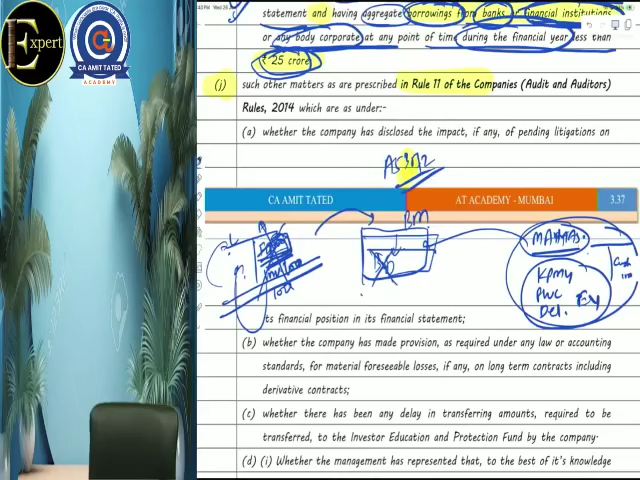 Expert
CA AMIT TATED
ACADEMY
statement and having aggregate borrowings from banks or financial institutions
or any body corporate at any point of time during the financial year less than
₹ 25 crore
(j) such other matters as are prescribed in Rule 11 of the Companies (Audit and Auditors)
Rules, 2014 which are as under:-
(a) whether the company has disclosed the impact, if any, of pending litigations on
CA AMIT TATED AT ACADEMY - MUMBAI 3.37
BM
KPMG
PWC
Del. EY
its financial position in its financial statement;
(b) whether the company has made provision, as required under any law or accounting
standards, for material foreseeable losses, if any, on long term contracts including
derivative contracts;
(c) whether there has been any delay in transferring amounts, required to be
transferred, to the Investor Education and Protection Fund by the company.
(d) (i) Whether the management has represented that, to the best of it's knowledge